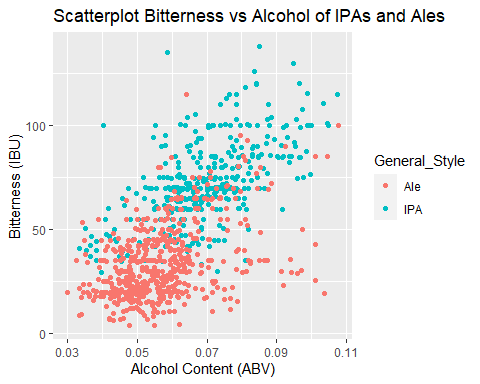 Scatterplot Bitterness vs Alcohol of IPAs and Ales
Bitterness (IBU)
100
50
0
0.03 0.05 0.07 0.09 0.11
Alcohol Content (ABV)
General_Style
Ale
IPA